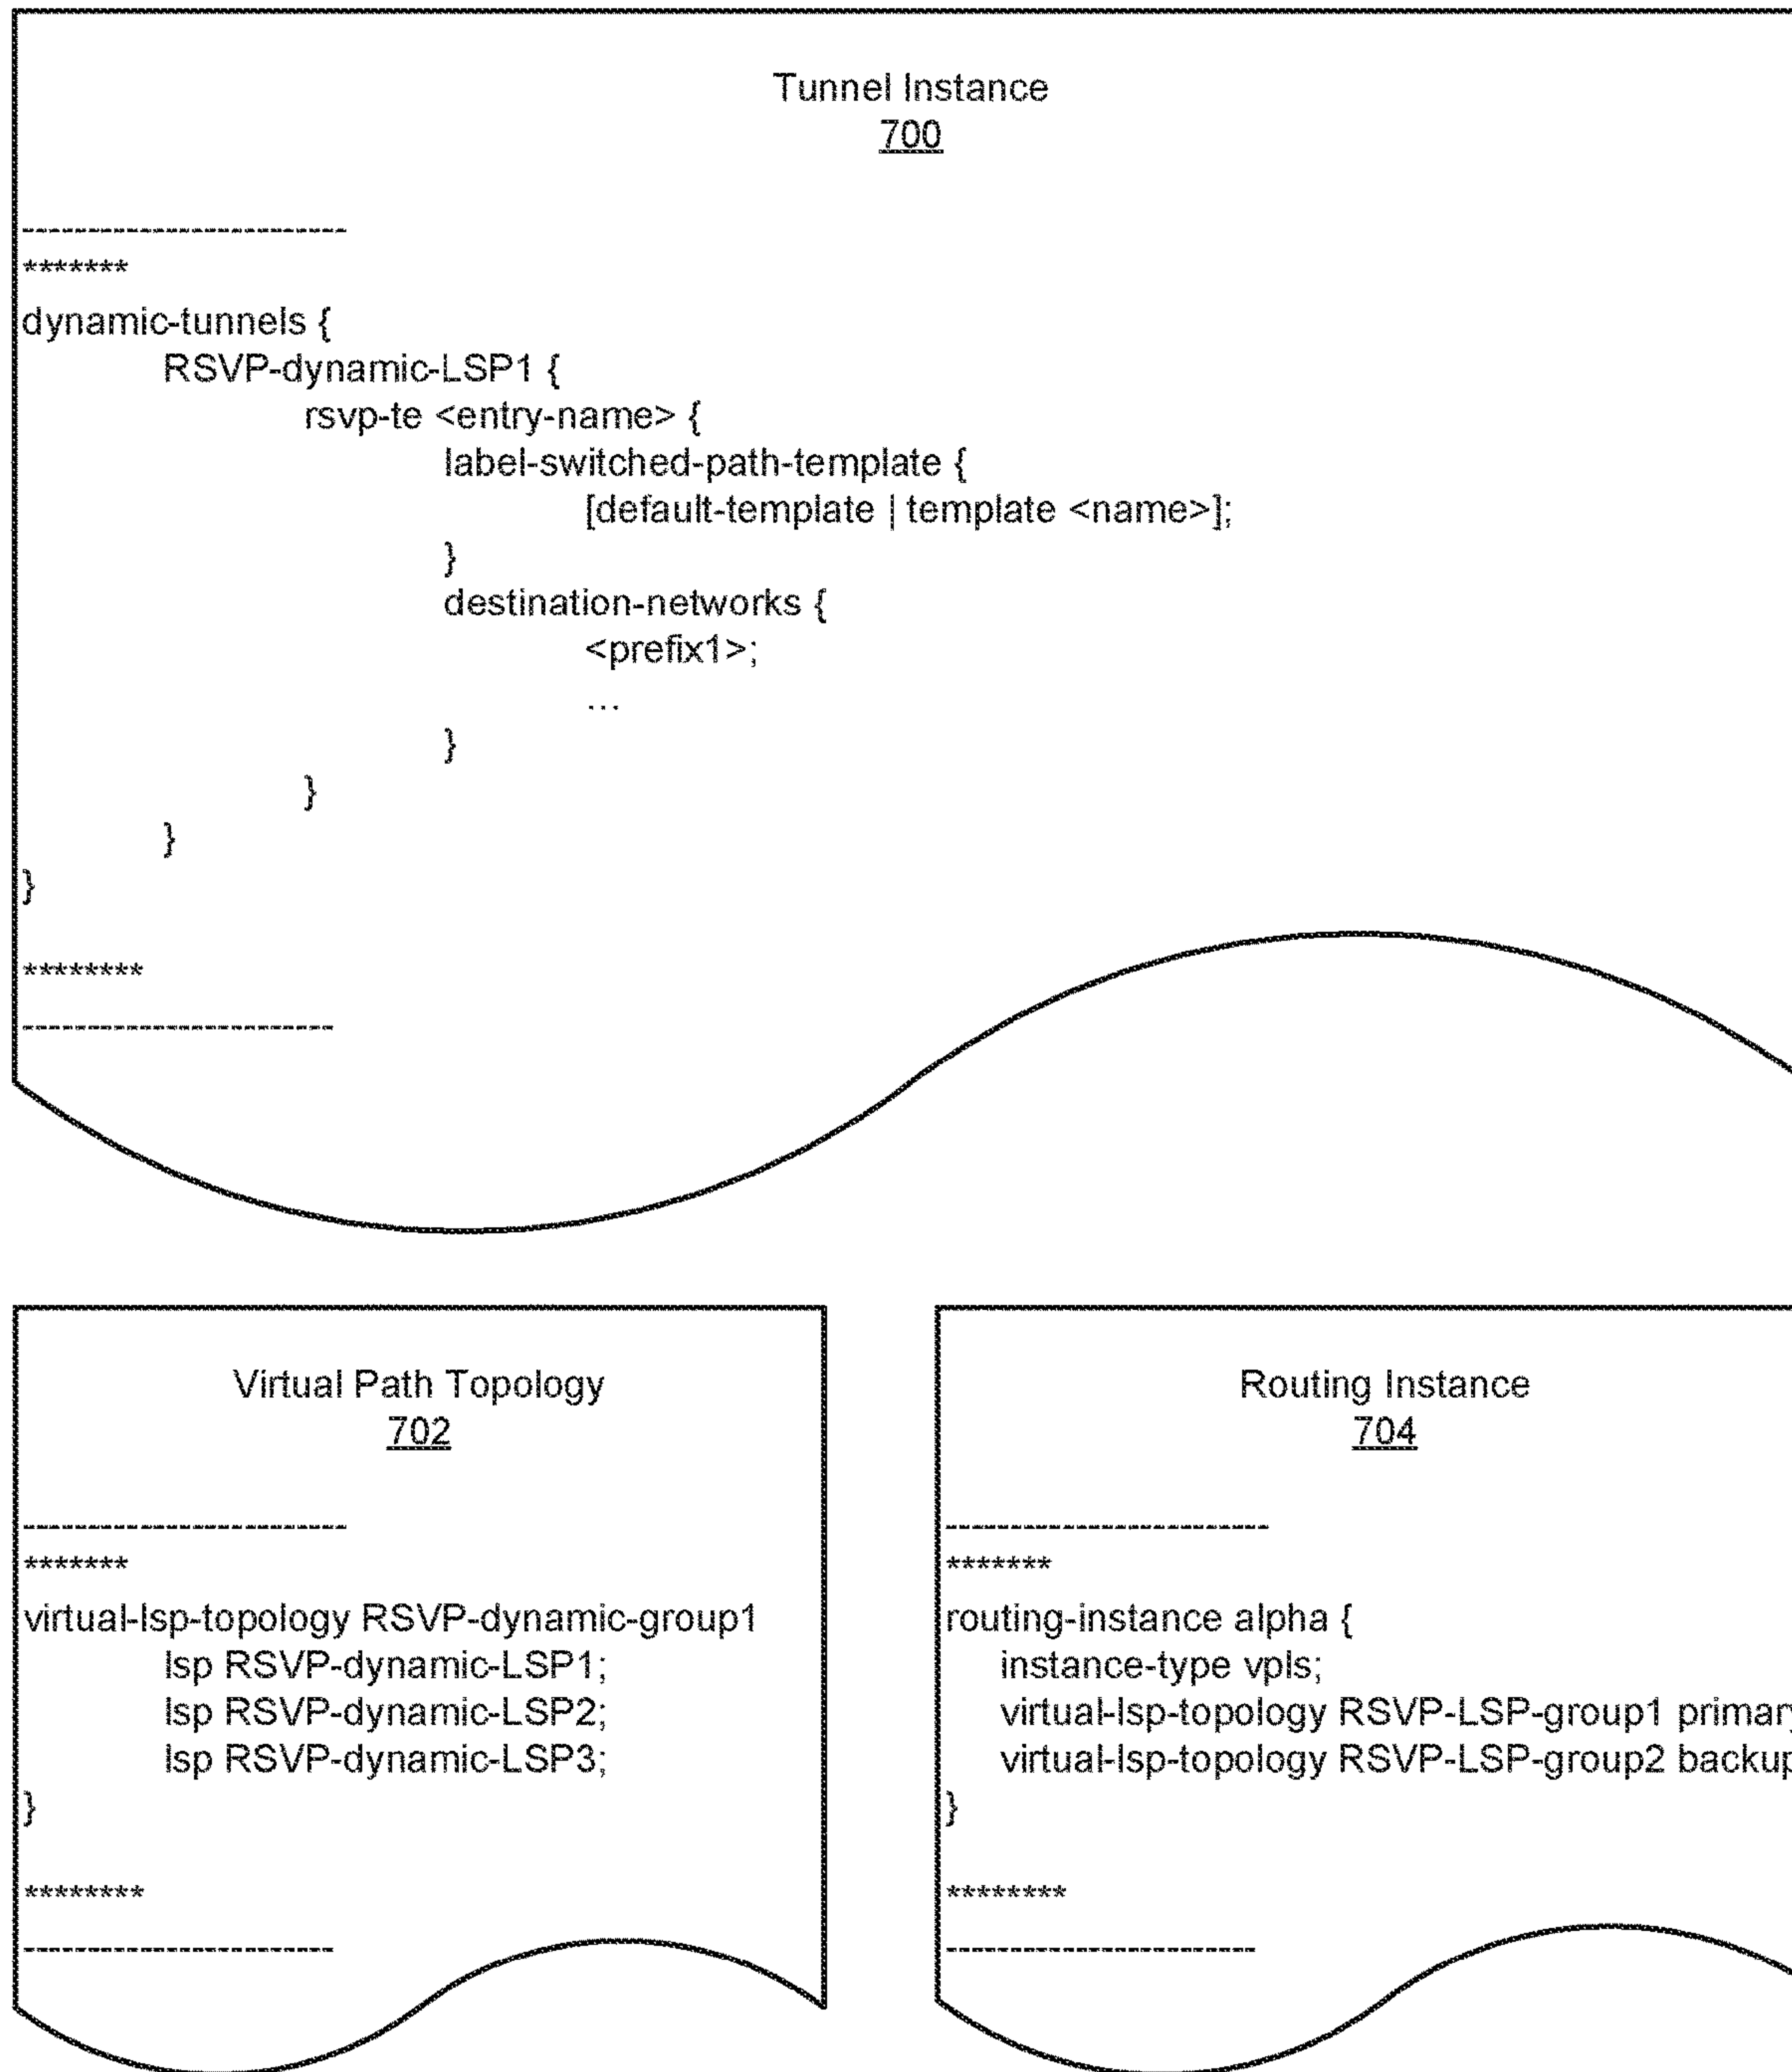 Tunnel Instance
700
-------------------------
*******
dynamic-tunnels {
RSVP-dynamic-LSP1 {
rsvp-te <entry-name> {
label-switched-path-template {
[default-template | template <name>];
}
destination-networks {
<prefix1>;
...
}
}
}
}
********
------------------------
Virtual Path Topology
702
-------------------------
*******
virtual-lsp-topology RSVP-dynamic-group1
lsp RSVP-dynamic-LSP1;
lsp RSVP-dynamic-LSP2;
lsp RSVP-dynamic-LSP3;
}
********
------------------------
Routing Instance
704
-------------------------
*******
routing-instance alpha {
instance-type vpls;
virtual-lsp-topology RSVP-LSP-group1 primary
virtual-lsp-topology RSVP-LSP-group2 backup
}
********
------------------------